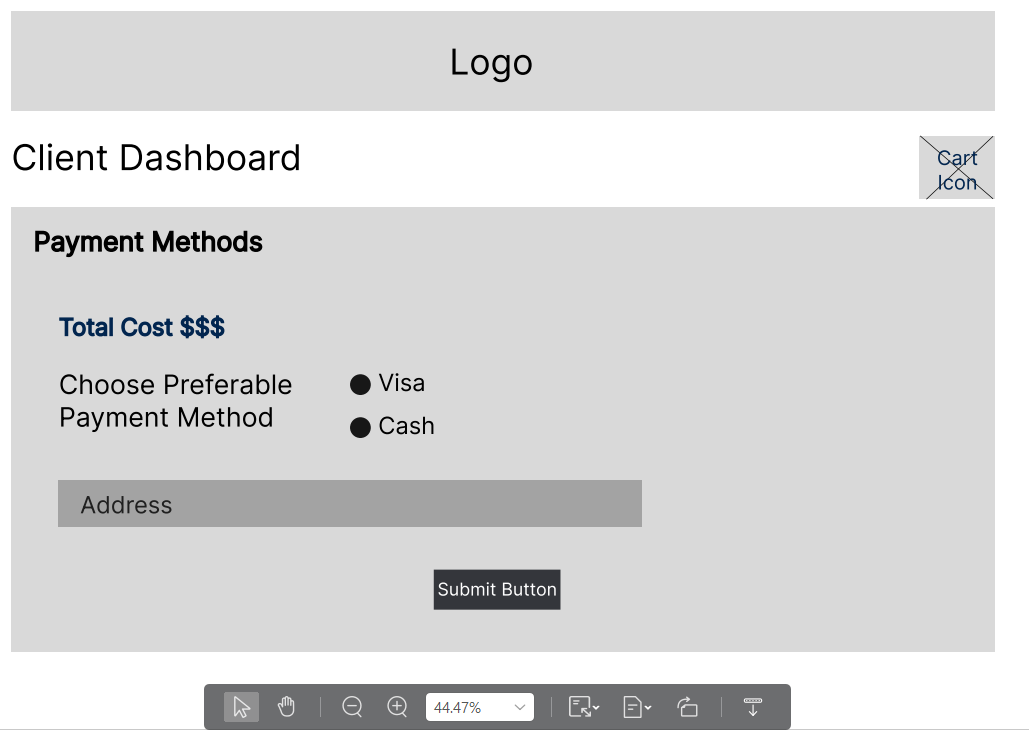 Logo
Client Dashboard
Cart
Icon
Payment Methods
Total Cost $$$
Choose Preferable
Payment Method
Visa
Cash
Address
Submit Button
44.47%